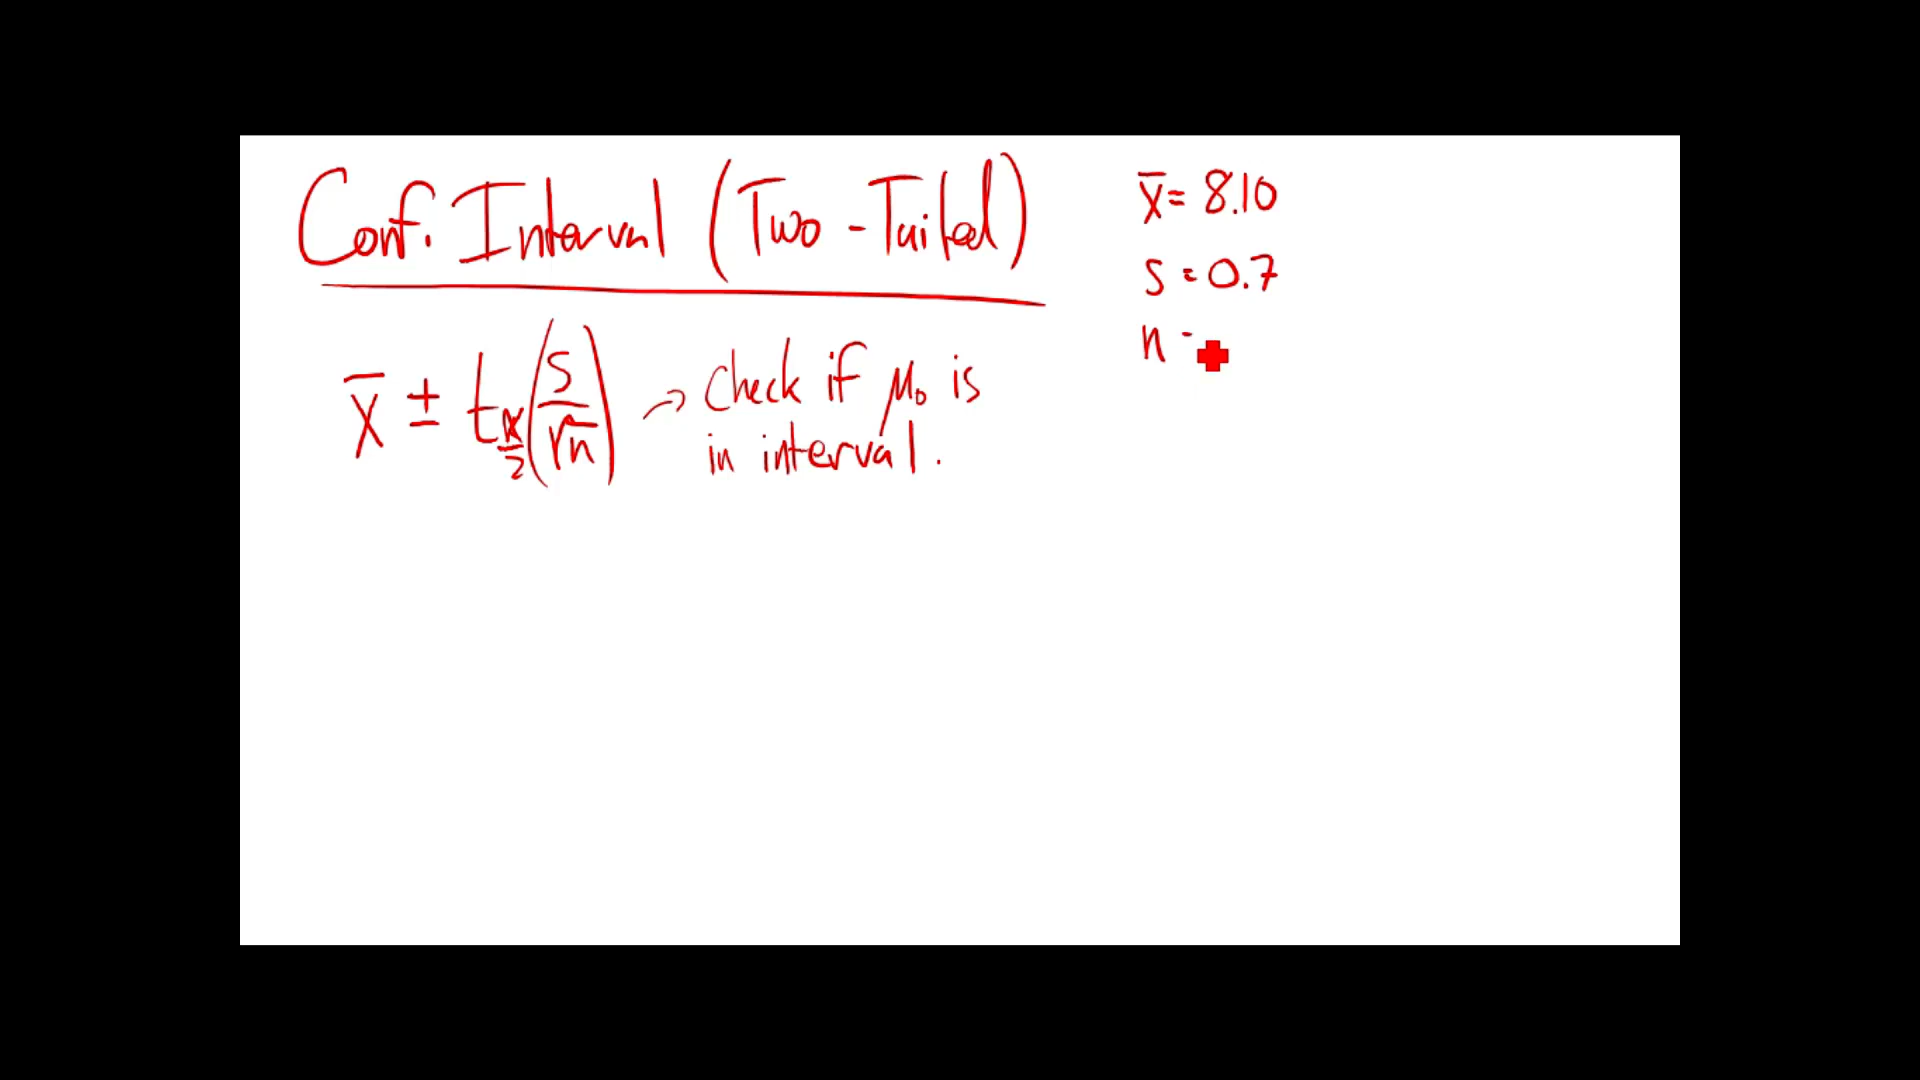 Conf. Interval (Two-Tailed)
x̄ = 8.10
s = 0.7
n =
x̄ ± t_{α/2} (s/√n) → Check if μ₀ is
in interval.